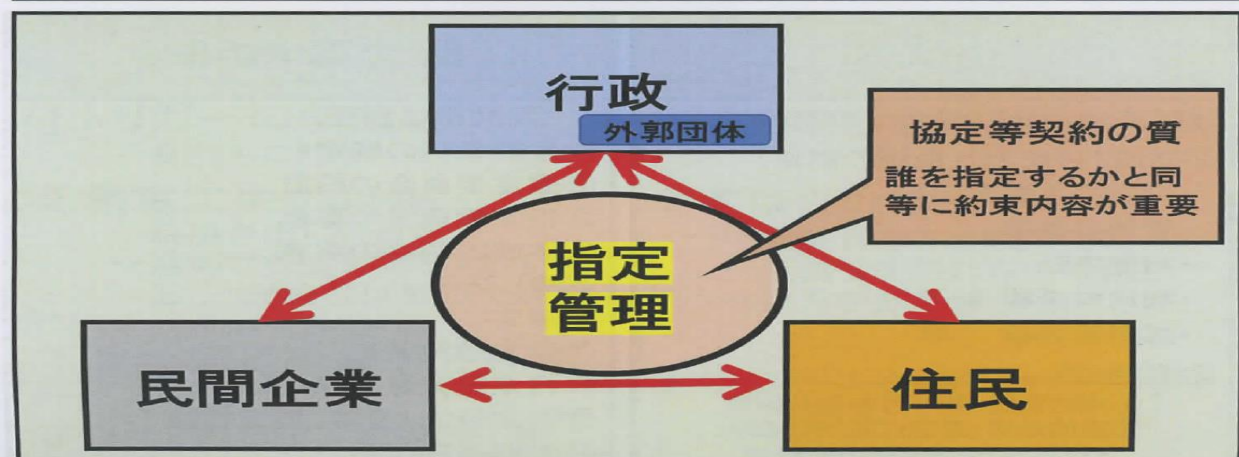 行政
外郭団体
協定等契約の質
誰を指定するかと同
等に約束内容が重要
指定
管理
民間企業
住民